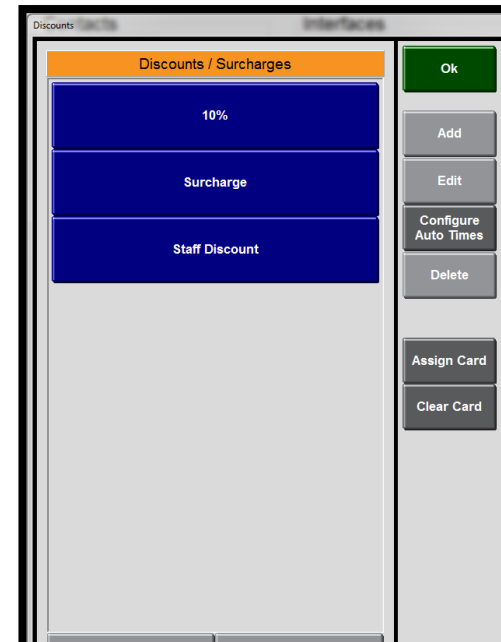 Discounts
Interfaces
Discounts / Surcharges
10%
Surcharge
Staff Discount
Ok
Add
Edit
Configure
Auto Times
Delete
Assign Card
Clear Card